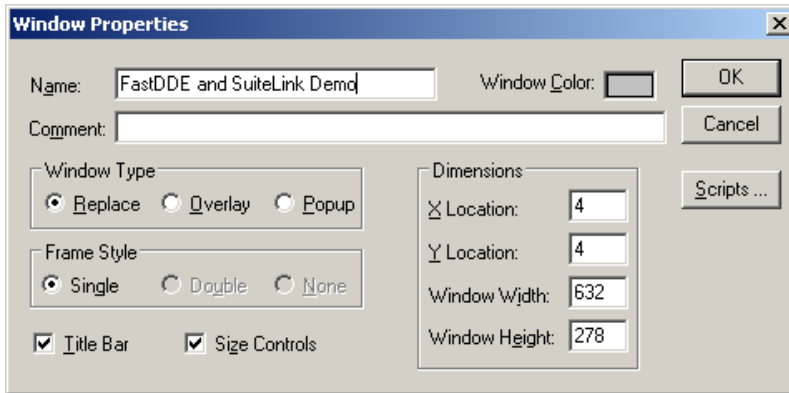 Window Properties
Name: FastDDE and SuiteLink Demo Window Color: OK
Comment: Cancel
Window Type Dimensions
Replace Overlay Popup X Location: 4 Scripts ...
Frame Style Y Location: 4
Single Double None Window Width: 632
Title Bar Size Controls Window Height: 278